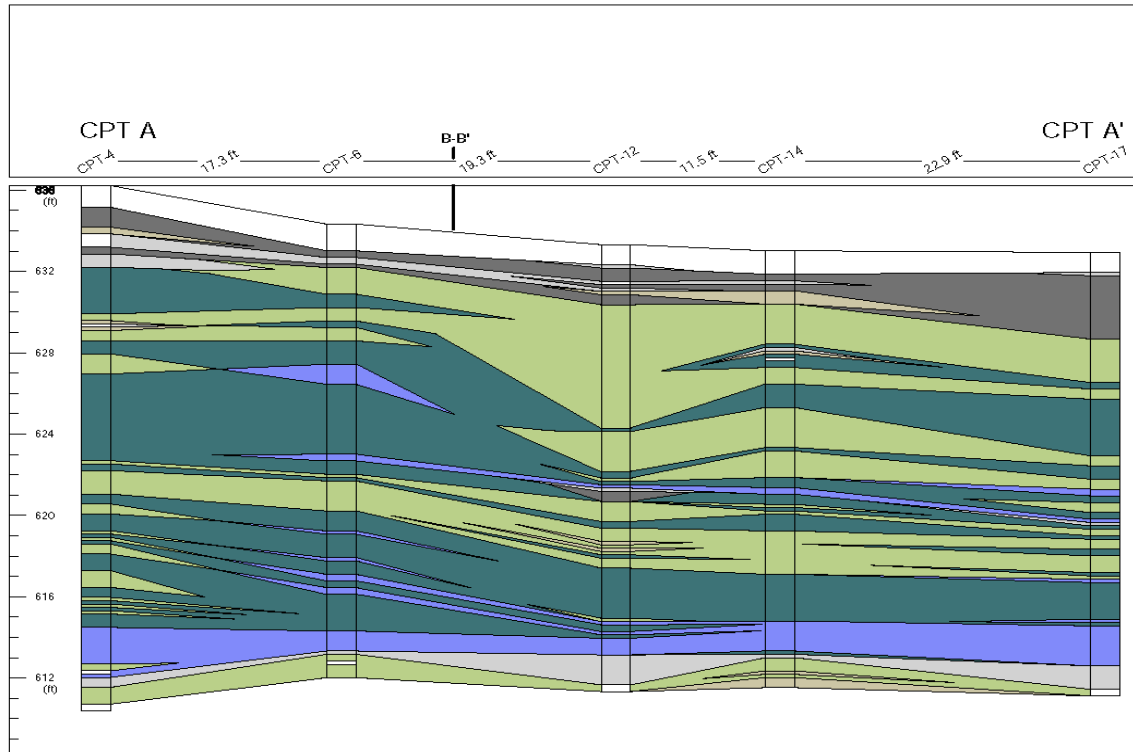 CPT A
CPT A'
B-B'
CPT-4
17.3 ft
CPT-6
19.3 ft
CPT-12
11.5 ft
CPT-14
22.9 ft
CPT-17
(ft)
632
628
624
620
616
612
(ft)